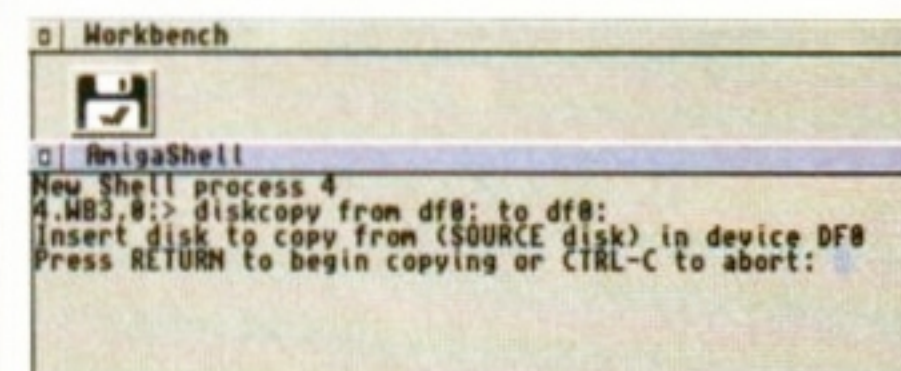 Workbench
AmigaShell
New Shell process 4
4.WB3.0:> diskcopy from df0: to df0:
Insert disk to copy from (SOURCE disk) in device DF0
Press RETURN to begin copying or CTRL-C to abort: